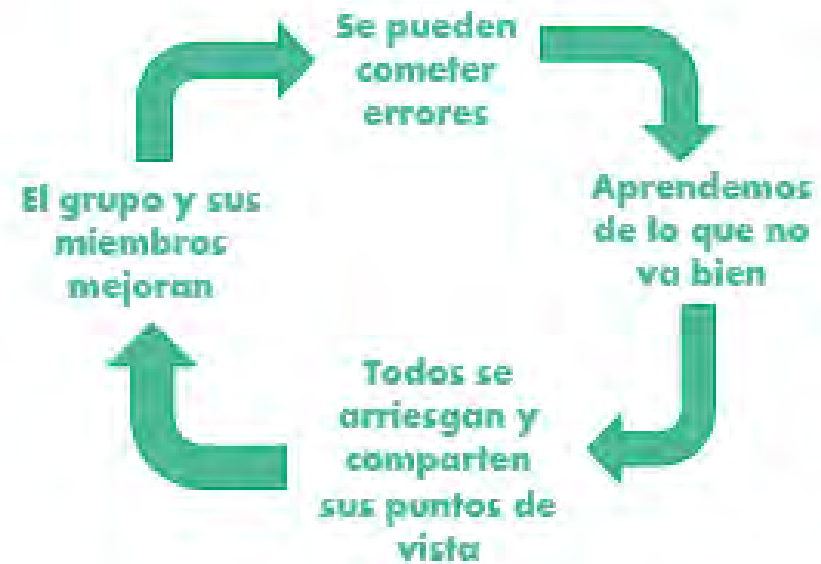 Se pueden
cometer
errores
Aprendemos
de lo que no
va bien
Todos se
arriesgan y
comparten
sus puntos de
vista
El grupo y sus
miembros
mejoran